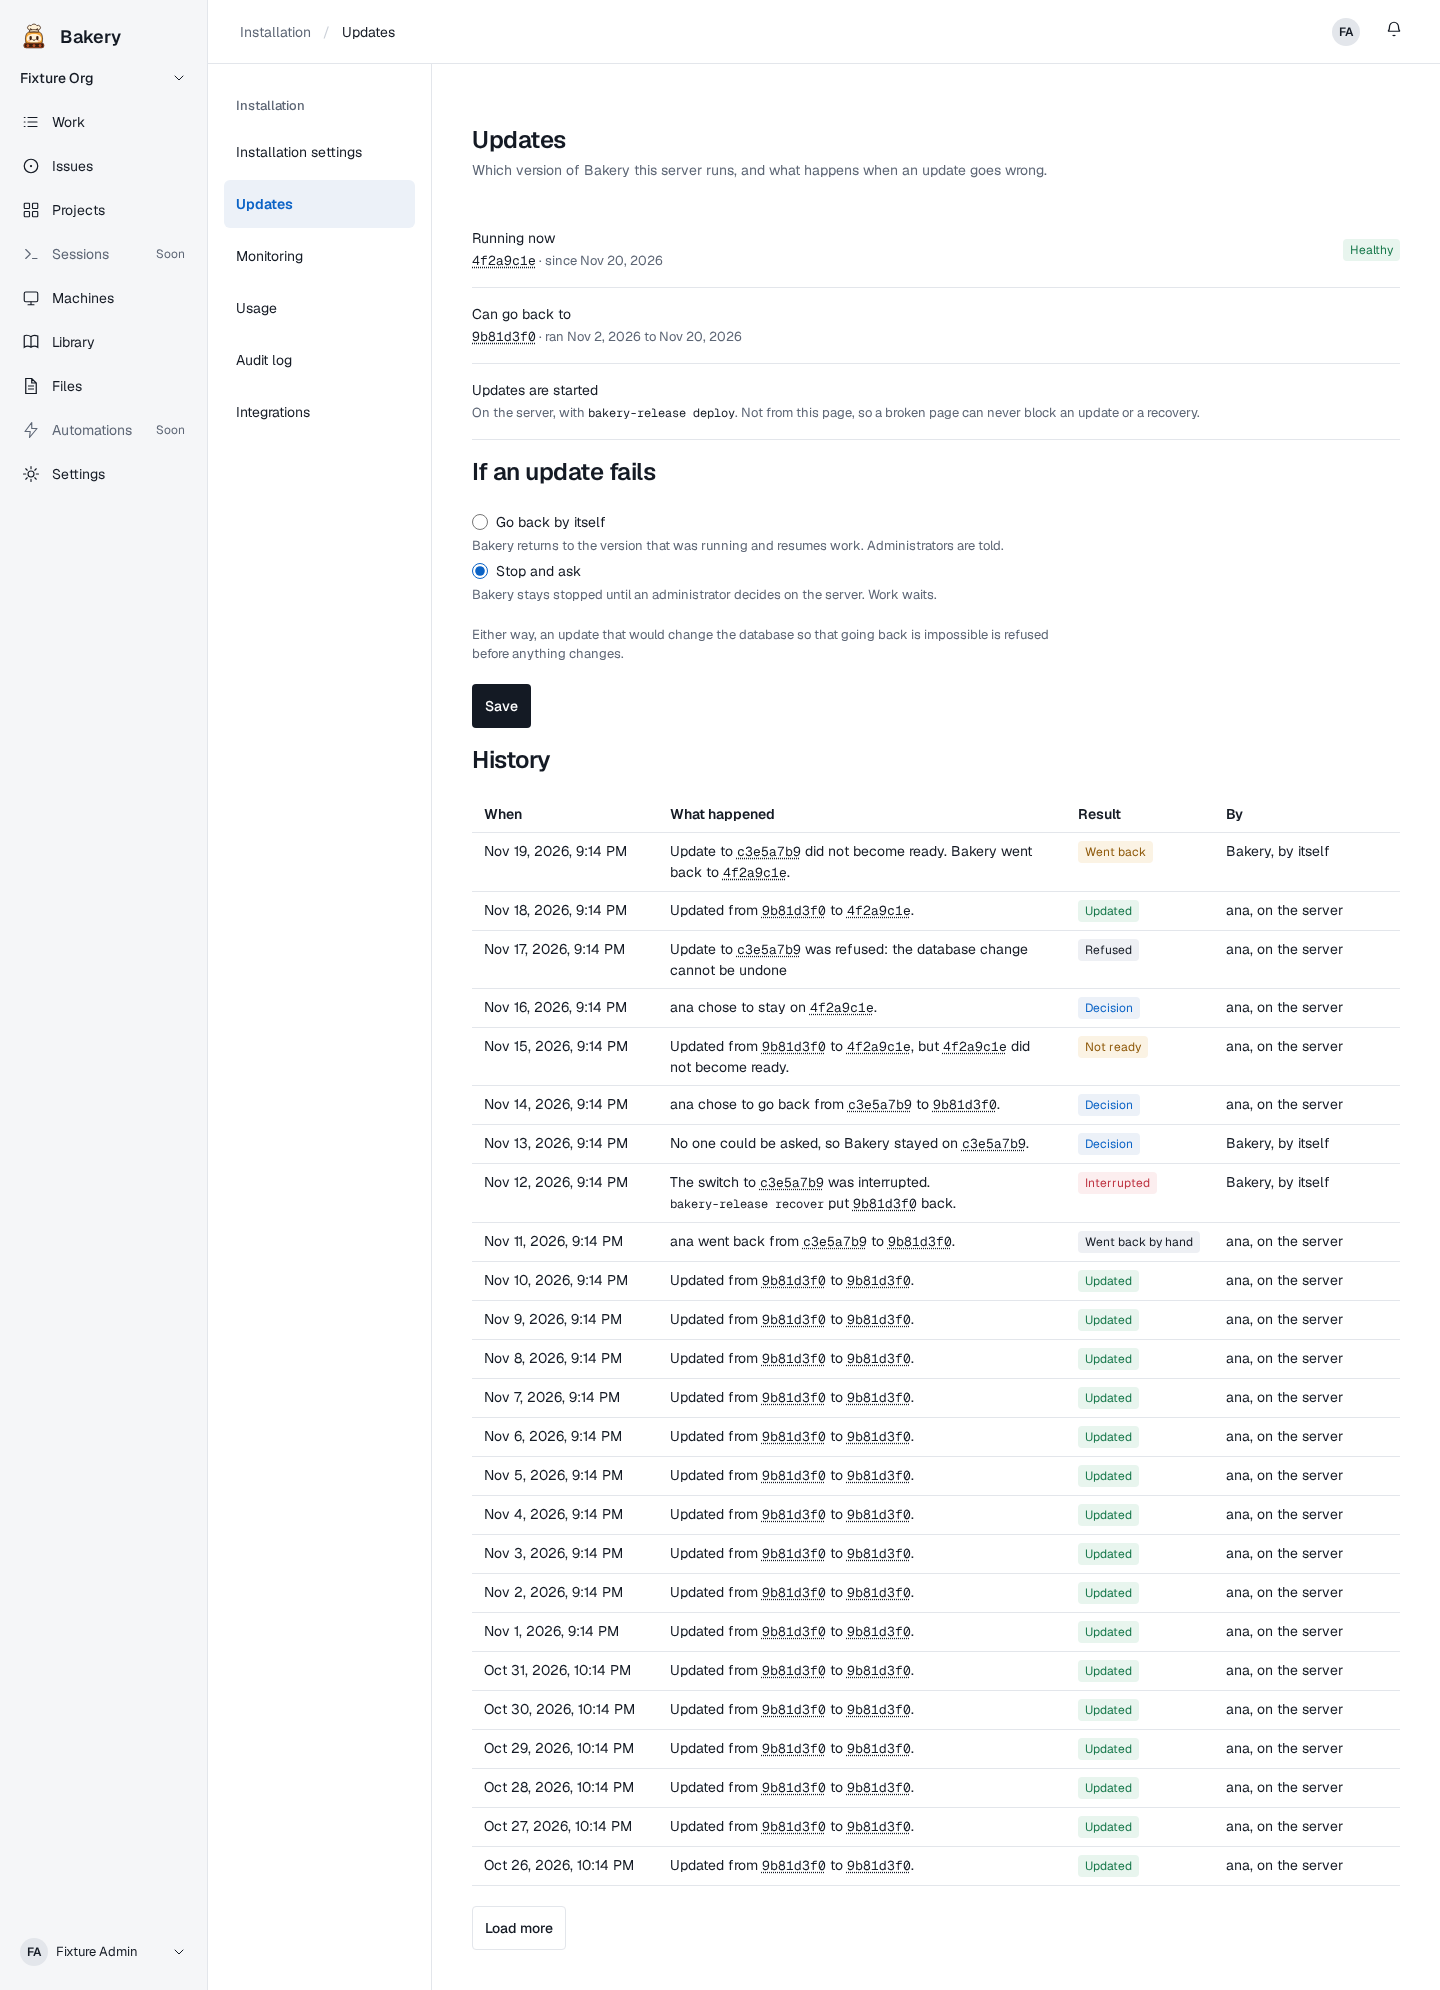 Bakery
Installation / Updates
FA
Fixture Org
Work
Issues
Projects
Sessions Soon
Machines
Library
Files
Automations Soon
Settings
Installation
Installation settings
Updates
Monitoring
Usage
Audit log
Integrations
Updates
Which version of Bakery this server runs, and what happens when an update goes wrong.
Running now
4f2a9c1e · since Nov 20, 2026
Healthy
Can go back to
9b81d3f0 · ran Nov 2, 2026 to Nov 20, 2026
Updates are started
On the server, with bakery-release deploy. Not from this page, so a broken page can never block an update or a recovery.
If an update fails
Go back by itself
Bakery returns to the version that was running and resumes work. Administrators are told.
Stop and ask
Bakery stays stopped until an administrator decides on the server. Work waits.
Either way, an update that would change the database so that going back is impossible is refused
before anything changes.
Save
History
When What happened Result By
Nov 19, 2026, 9:14 PM Update to c3e5a7b9 did not become ready. Bakery went Went back Bakery, by itself
back to 4f2a9c1e.
Nov 18, 2026, 9:14 PM Updated from 9b81d3f0 to 4f2a9c1e. Updated ana, on the server
Nov 17, 2026, 9:14 PM Update to c3e5a7b9 was refused: the database change Refused ana, on the server
cannot be undone
Nov 16, 2026, 9:14 PM ana chose to stay on 4f2a9c1e. Decision ana, on the server
Nov 15, 2026, 9:14 PM Updated from 9b81d3f0 to 4f2a9c1e, but 4f2a9c1e did Not ready ana, on the server
not become ready.
Nov 14, 2026, 9:14 PM ana chose to go back from c3e5a7b9 to 9b81d3f0. Decision ana, on the server
Nov 13, 2026, 9:14 PM No one could be asked, so Bakery stayed on c3e5a7b9. Decision Bakery, by itself
Nov 12, 2026, 9:14 PM The switch to c3e5a7b9 was interrupted. Interrupted Bakery, by itself
bakery-release recover put 9b81d3f0 back.
Nov 11, 2026, 9:14 PM ana went back from c3e5a7b9 to 9b81d3f0. Went back by hand ana, on the server
Nov 10, 2026, 9:14 PM Updated from 9b81d3f0 to 9b81d3f0. Updated ana, on the server
Nov 9, 2026, 9:14 PM Updated from 9b81d3f0 to 9b81d3f0. Updated ana, on the server
Nov 8, 2026, 9:14 PM Updated from 9b81d3f0 to 9b81d3f0. Updated ana, on the server
Nov 7, 2026, 9:14 PM Updated from 9b81d3f0 to 9b81d3f0. Updated ana, on the server
Nov 6, 2026, 9:14 PM Updated from 9b81d3f0 to 9b81d3f0. Updated ana, on the server
Nov 5, 2026, 9:14 PM Updated from 9b81d3f0 to 9b81d3f0. Updated ana, on the server
Nov 4, 2026, 9:14 PM Updated from 9b81d3f0 to 9b81d3f0. Updated ana, on the server
Nov 3, 2026, 9:14 PM Updated from 9b81d3f0 to 9b81d3f0. Updated ana, on the server
Nov 2, 2026, 9:14 PM Updated from 9b81d3f0 to 9b81d3f0. Updated ana, on the server
Nov 1, 2026, 9:14 PM Updated from 9b81d3f0 to 9b81d3f0. Updated ana, on the server
Oct 31, 2026, 10:14 PM Updated from 9b81d3f0 to 9b81d3f0. Updated ana, on the server
Oct 30, 2026, 10:14 PM Updated from 9b81d3f0 to 9b81d3f0. Updated ana, on the server
Oct 29, 2026, 10:14 PM Updated from 9b81d3f0 to 9b81d3f0. Updated ana, on the server
Oct 28, 2026, 10:14 PM Updated from 9b81d3f0 to 9b81d3f0. Updated ana, on the server
Oct 27, 2026, 10:14 PM Updated from 9b81d3f0 to 9b81d3f0. Updated ana, on the server
Oct 26, 2026, 10:14 PM Updated from 9b81d3f0 to 9b81d3f0. Updated ana, on the server
Load more
FA Fixture Admin